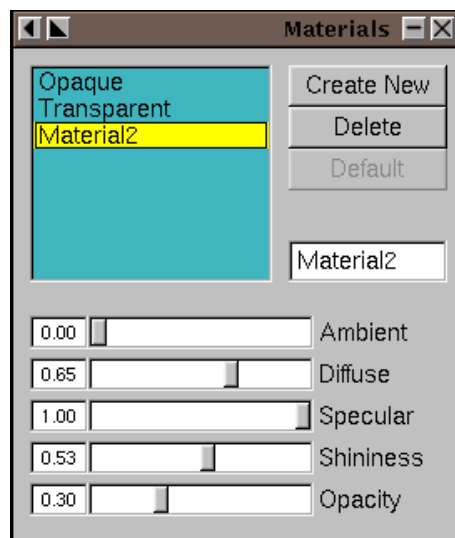 Materials
Opaque
Transparent
Material2
Create New
Delete
Default
Material2
0.00 Ambient
0.65 Diffuse
1.00 Specular
0.53 Shininess
0.30 Opacity